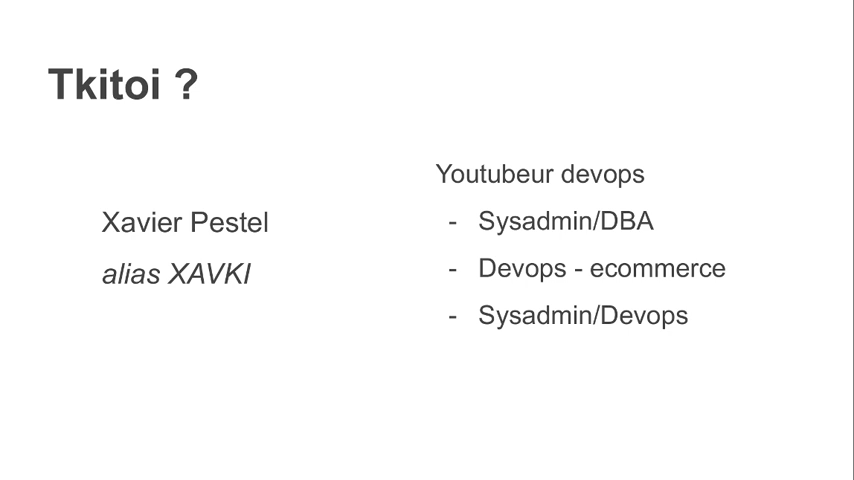 Tkitoi ?
Xavier Pestel
alias XAVKI
Youtubeur devops
- Sysadmin/DBA
- Devops - ecommerce
- Sysadmin/Devops